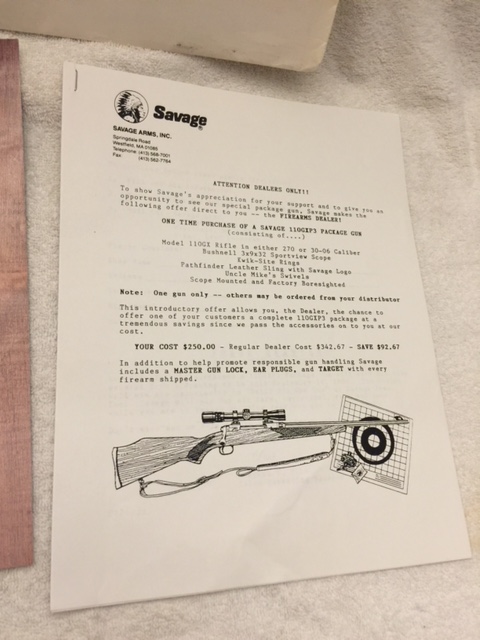 Savage®
SAVAGE ARMS, INC.
Springdale Road
Westfield, MA 01085
Telephone: (413) 568-7001
Fax (413) 562-7764
ATTENTION DEALERS ONLY!!
To show Savage's appreciation for your support and to give you an
opportunity to see our special package gun, Savage makes the
following offer direct to you -- the FIREARMS DEALER!
ONE TIME PURCHASE OF A SAVAGE 110GXP3 PACKAGE GUN
(consisting of....)
Model 110GX Rifle in either 270 or 30-06 Caliber
Bushnell 3x9x32 Sportview Scope
Kwik-Site Rings
Pathfinder Leather Sling with Savage Logo
Uncle Mike's Swivels
Scope Mounted and Factory Boresighted
Note: One gun only -- others may be ordered from your distributor
This introductory offer allows you, the Dealer, the chance to
offer one of your customers a complete 110GXP3 package at a
tremendous savings since we pass the accessories on to you at our
cost.
YOUR COST $250.00 - Regular Dealer Cost $342.67 - SAVE $92.67
In addition to help promote responsible gun handling Savage
includes a MASTER GUN LOCK, EAR PLUGS, and TARGET with every
firearm shipped.